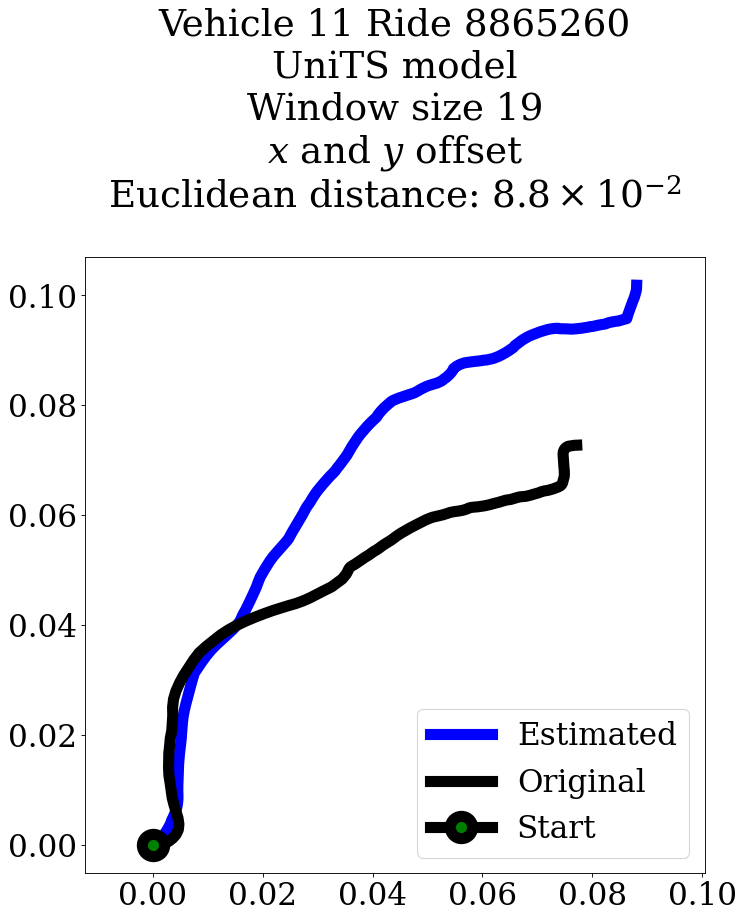 Vehicle 11 Ride 8865260
UniTS model
Window size 19
x and y offset
Euclidean distance: 8.8 × 10⁻²
0.10
0.08
0.06
0.04
0.02
0.00
Estimated
Original
Start
0.00 0.02 0.04 0.06 0.08 0.10